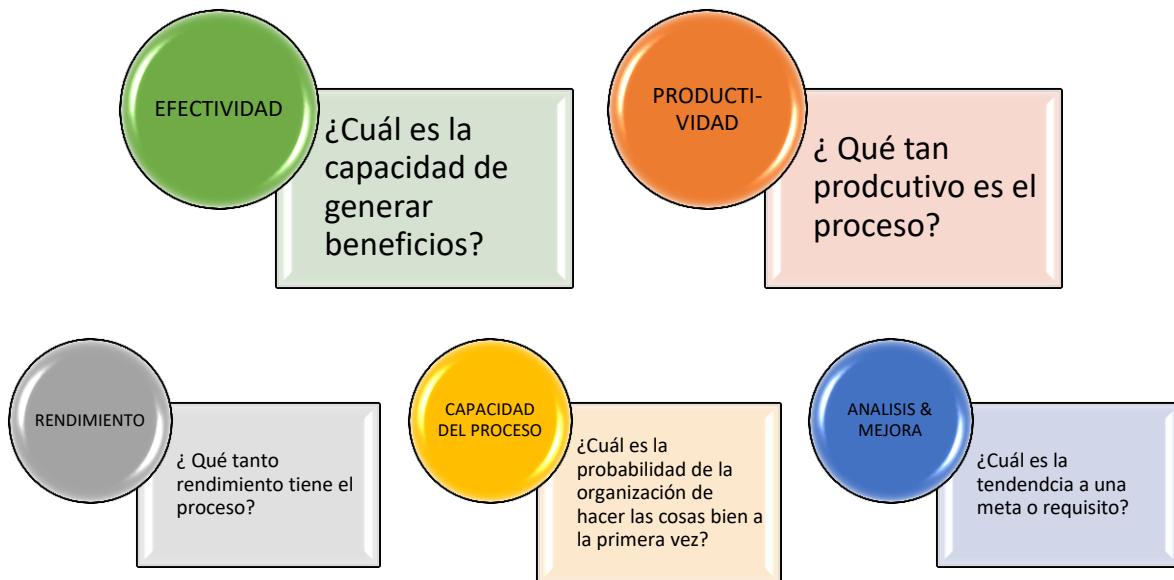 EFECTIVIDAD
¿Cuál es la
capacidad de
generar
beneficios?
PRODUCTI-
VIDAD
¿ Qué tan
prodcutivo es el
proceso?
RENDIMIENTO
¿ Qué tanto
rendimiento tiene el
proceso?
CAPACIDAD
DEL PROCESO
¿Cuál es la
probabilidad de la
organización de
hacer las cosas bien a
la primera vez?
ANALISIS &
MEJORA
¿Cuál es la
tendendcia a una
meta o requisito?